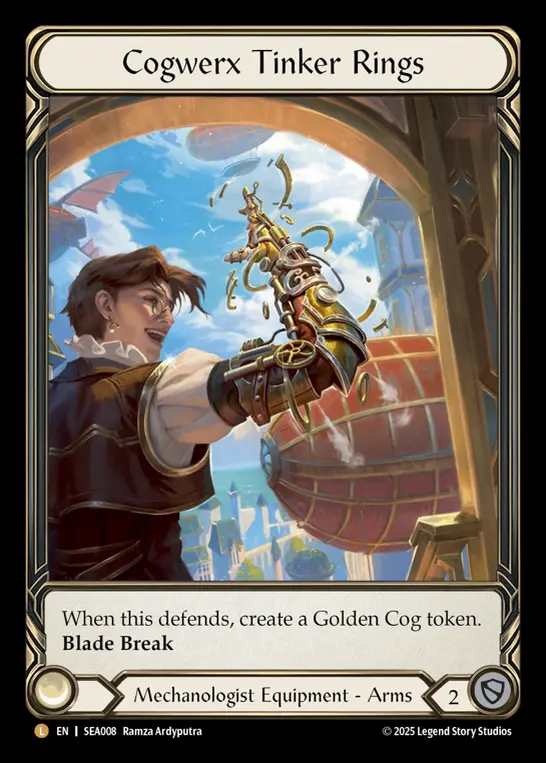 Cogwerx Tinker Rings
When this defends, create a Golden Cog token.
Blade Break
Mechanologist Equipment - Arms
2
L EN | SEA008 Ramza Ardyputra
© 2025 Legend Story Studios